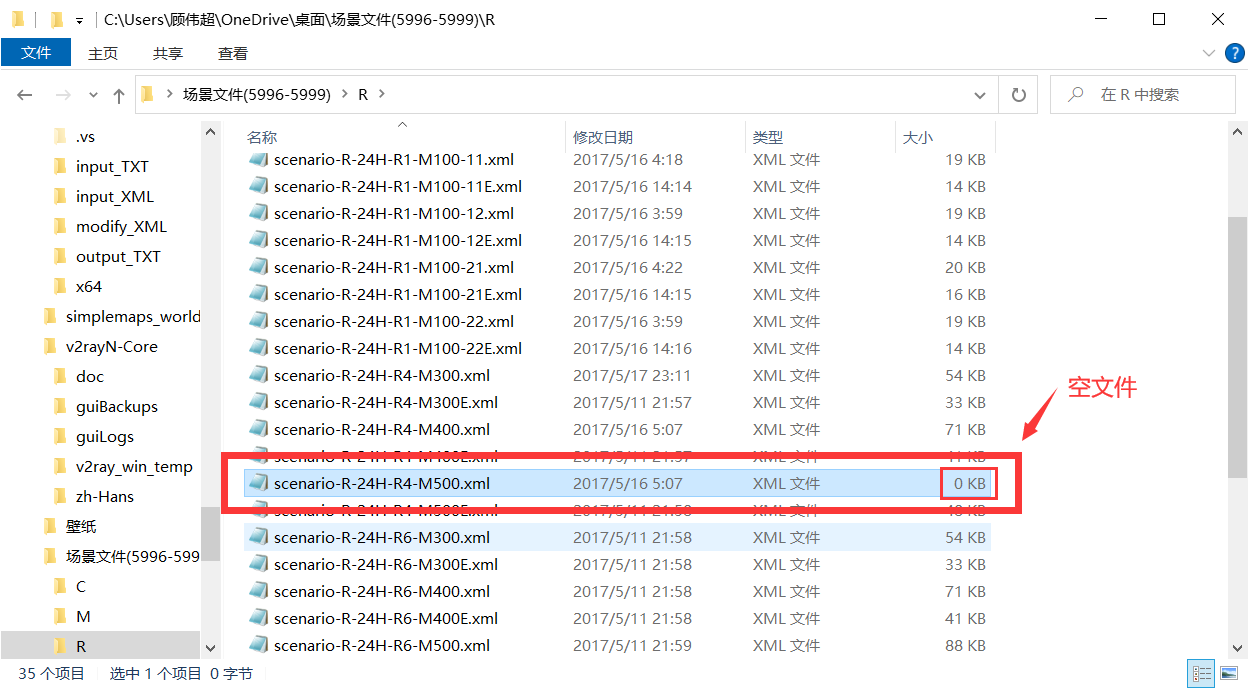 C:\Users\顾伟超\OneDrive\桌面\场景文件(5996-5999)\R
文件 主页 共享 查看
场景文件(5996-5999) R 在 R 中搜索
.vs
input_TXT
input_XML
modify_XML
output_TXT
x64
simplemaps_world
v2rayN-Core
doc
guiBackups
guiLogs
v2ray_win_temp
zh-Hans
壁纸
场景文件(5996-599
C
M
R
名称 修改日期 类型 大小
scenario-R-24H-R1-M100-11.xml 2017/5/16 4:18 XML 文件 19 KB
scenario-R-24H-R1-M100-11E.xml 2017/5/16 14:14 XML 文件 14 KB
scenario-R-24H-R1-M100-12.xml 2017/5/16 3:59 XML 文件 19 KB
scenario-R-24H-R1-M100-12E.xml 2017/5/16 14:15 XML 文件 14 KB
scenario-R-24H-R1-M100-21.xml 2017/5/16 4:22 XML 文件 20 KB
scenario-R-24H-R1-M100-21E.xml 2017/5/16 14:15 XML 文件 16 KB
scenario-R-24H-R1-M100-22.xml 2017/5/16 3:59 XML 文件 19 KB
scenario-R-24H-R1-M100-22E.xml 2017/5/16 14:16 XML 文件 14 KB
scenario-R-24H-R4-M300.xml 2017/5/17 23:11 XML 文件 54 KB
scenario-R-24H-R4-M300E.xml 2017/5/11 21:57 XML 文件 33 KB
scenario-R-24H-R4-M400.xml 2017/5/16 5:07 XML 文件 71 KB
scenario-R-24H-R4-M400E.xml 2017/5/11 21:57 XML 文件 41 KB
scenario-R-24H-R4-M500.xml 2017/5/16 5:07 XML 文件 0 KB
scenario-R-24H-R4-M500E.xml 2017/5/11 21:58 XML 文件
scenario-R-24H-R6-M300.xml 2017/5/11 21:58 XML 文件 54 KB
scenario-R-24H-R6-M300E.xml 2017/5/11 21:58 XML 文件 33 KB
scenario-R-24H-R6-M400.xml 2017/5/11 21:58 XML 文件 71 KB
scenario-R-24H-R6-M400E.xml 2017/5/11 21:58 XML 文件 41 KB
scenario-R-24H-R6-M500.xml 2017/5/11 21:59 XML 文件 88 KB
空文件
35 个项目 选中 1 个项目 0 字节